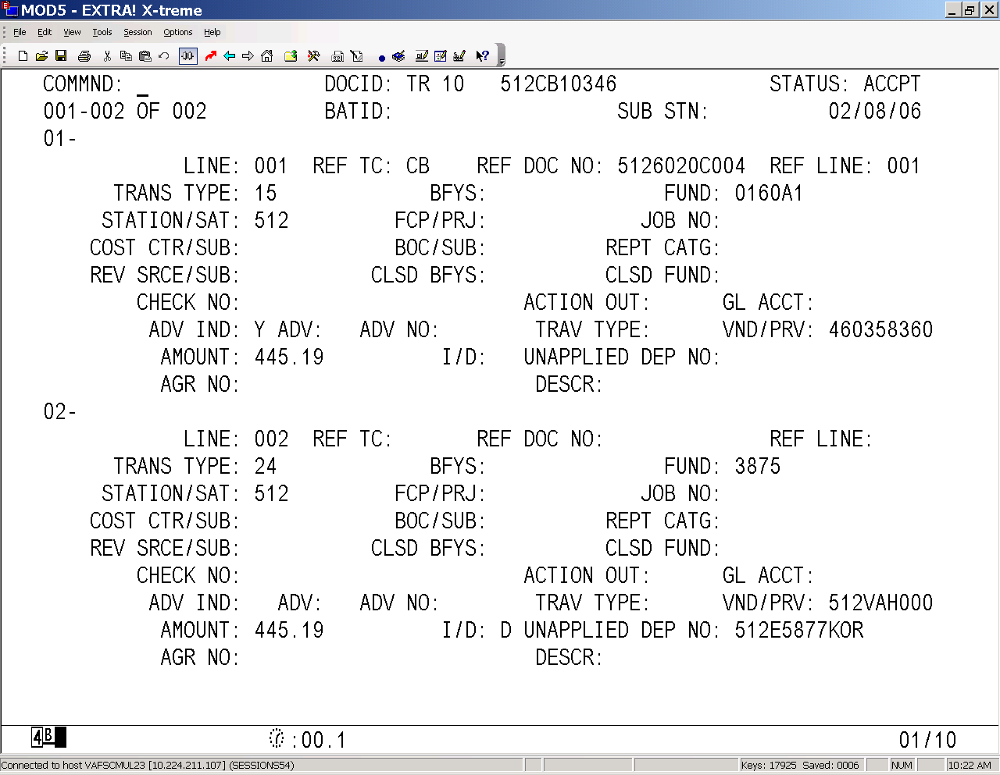 MOD5 - EXTRA! X-treme
File Edit View Tools Session Options Help
COMMND: _ DOCID: TR 10 512CB10346 STATUS: ACCPT
001-002 OF 002 BATID: SUB STN: 02/08/06
01-
LINE: 001 REF TC: CB REF DOC NO: 5126020C004 REF LINE: 001
TRANS TYPE: 15 BFYS: FUND: 0160A1
STATION/SAT: 512 FCP/PRJ: JOB NO:
COST CTR/SUB: BOC/SUB: REPT CATG:
REV SRCE/SUB: CLSD BFYS: CLSD FUND:
CHECK NO: ACTION OUT: GL ACCT:
ADV IND: Y ADV: ADV NO: TRAV TYPE: VND/PRV: 460358360
AMOUNT: 445.19 I/D: UNAPPLIED DEP NO:
AGR NO: DESCR:
02-
LINE: 002 REF TC: REF DOC NO: REF LINE:
TRANS TYPE: 24 BFYS: FUND: 3875
STATION/SAT: 512 FCP/PRJ: JOB NO:
COST CTR/SUB: BOC/SUB: REPT CATG:
REV SRCE/SUB: CLSD BFYS: CLSD FUND:
CHECK NO: ACTION OUT: GL ACCT:
ADV IND: ADV: ADV NO: TRAV TYPE: VND/PRV: 512VAH000
AMOUNT: 445.19 I/D: D UNAPPLIED DEP NO: 512E5877KOR
AGR NO: DESCR:
4B :00.1 01/10
Connected to host VAFSCMUL23 [10.224.211.107] (SESSIONS54) Keys: 17925 Saved: 0006 NUM 10:22 AM